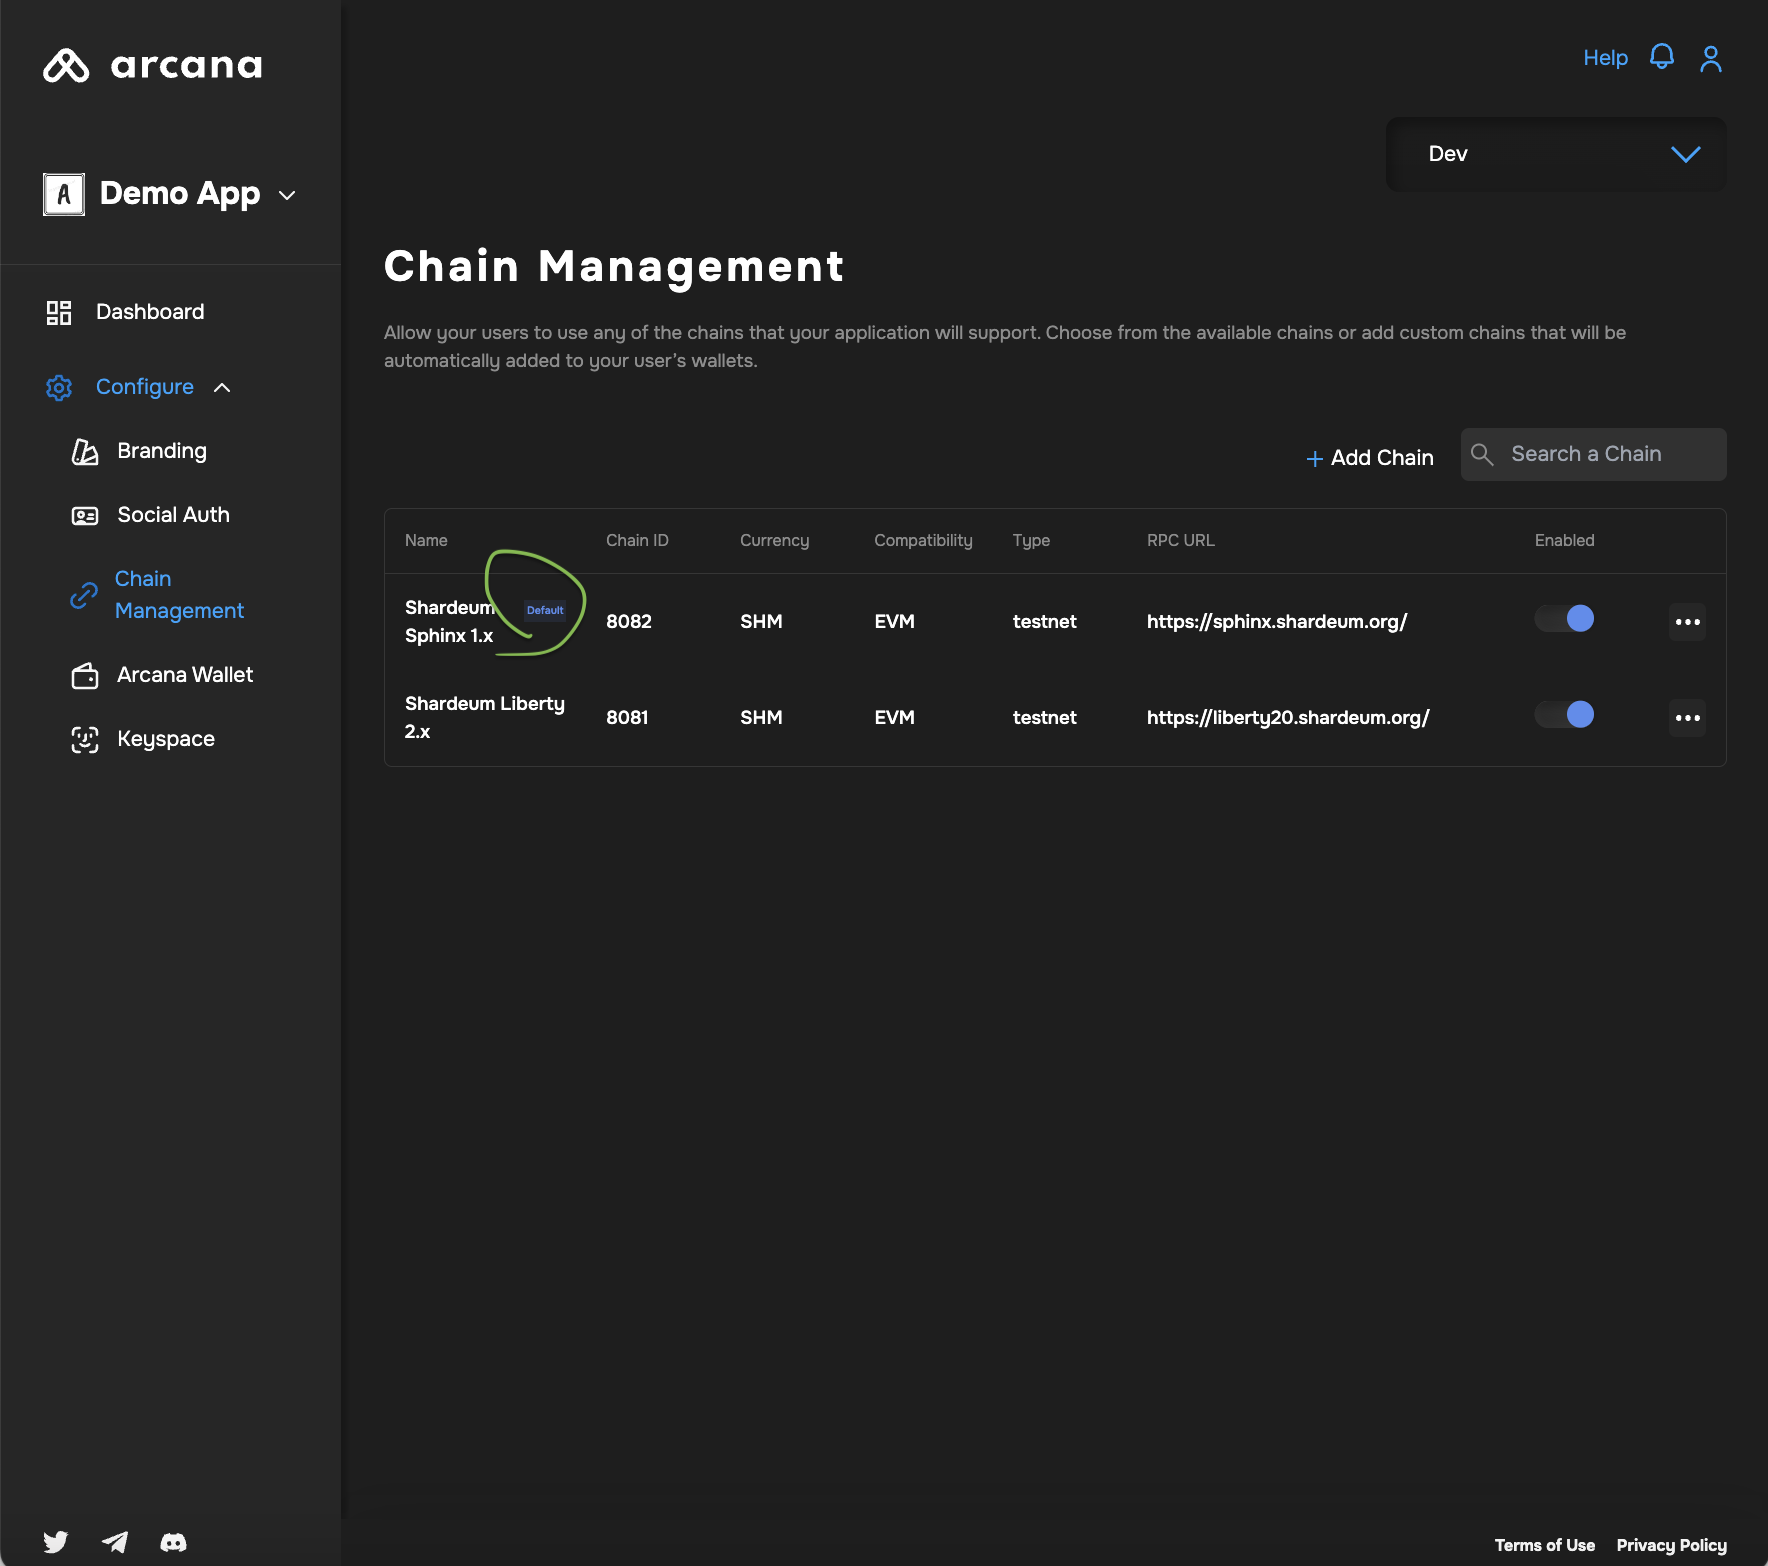 arcana
Help
Dev
A Demo App
Chain Management
Allow your users to use any of the chains that your application will support. Choose from the available chains or add custom chains that will be
automatically added to your user’s wallets.
Dashboard
Configure
Branding
Social Auth
Chain
Management
Arcana Wallet
Keyspace
+ Add Chain
Search a Chain
Name Chain ID Currency Compatibility Type RPC URL Enabled
Shardeum Default
Sphinx 1.x
8082 SHM EVM testnet https://sphinx.shardeum.org/
Shardeum Liberty
2.x
8081 SHM EVM testnet https://liberty20.shardeum.org/
Terms of Use Privacy Policy